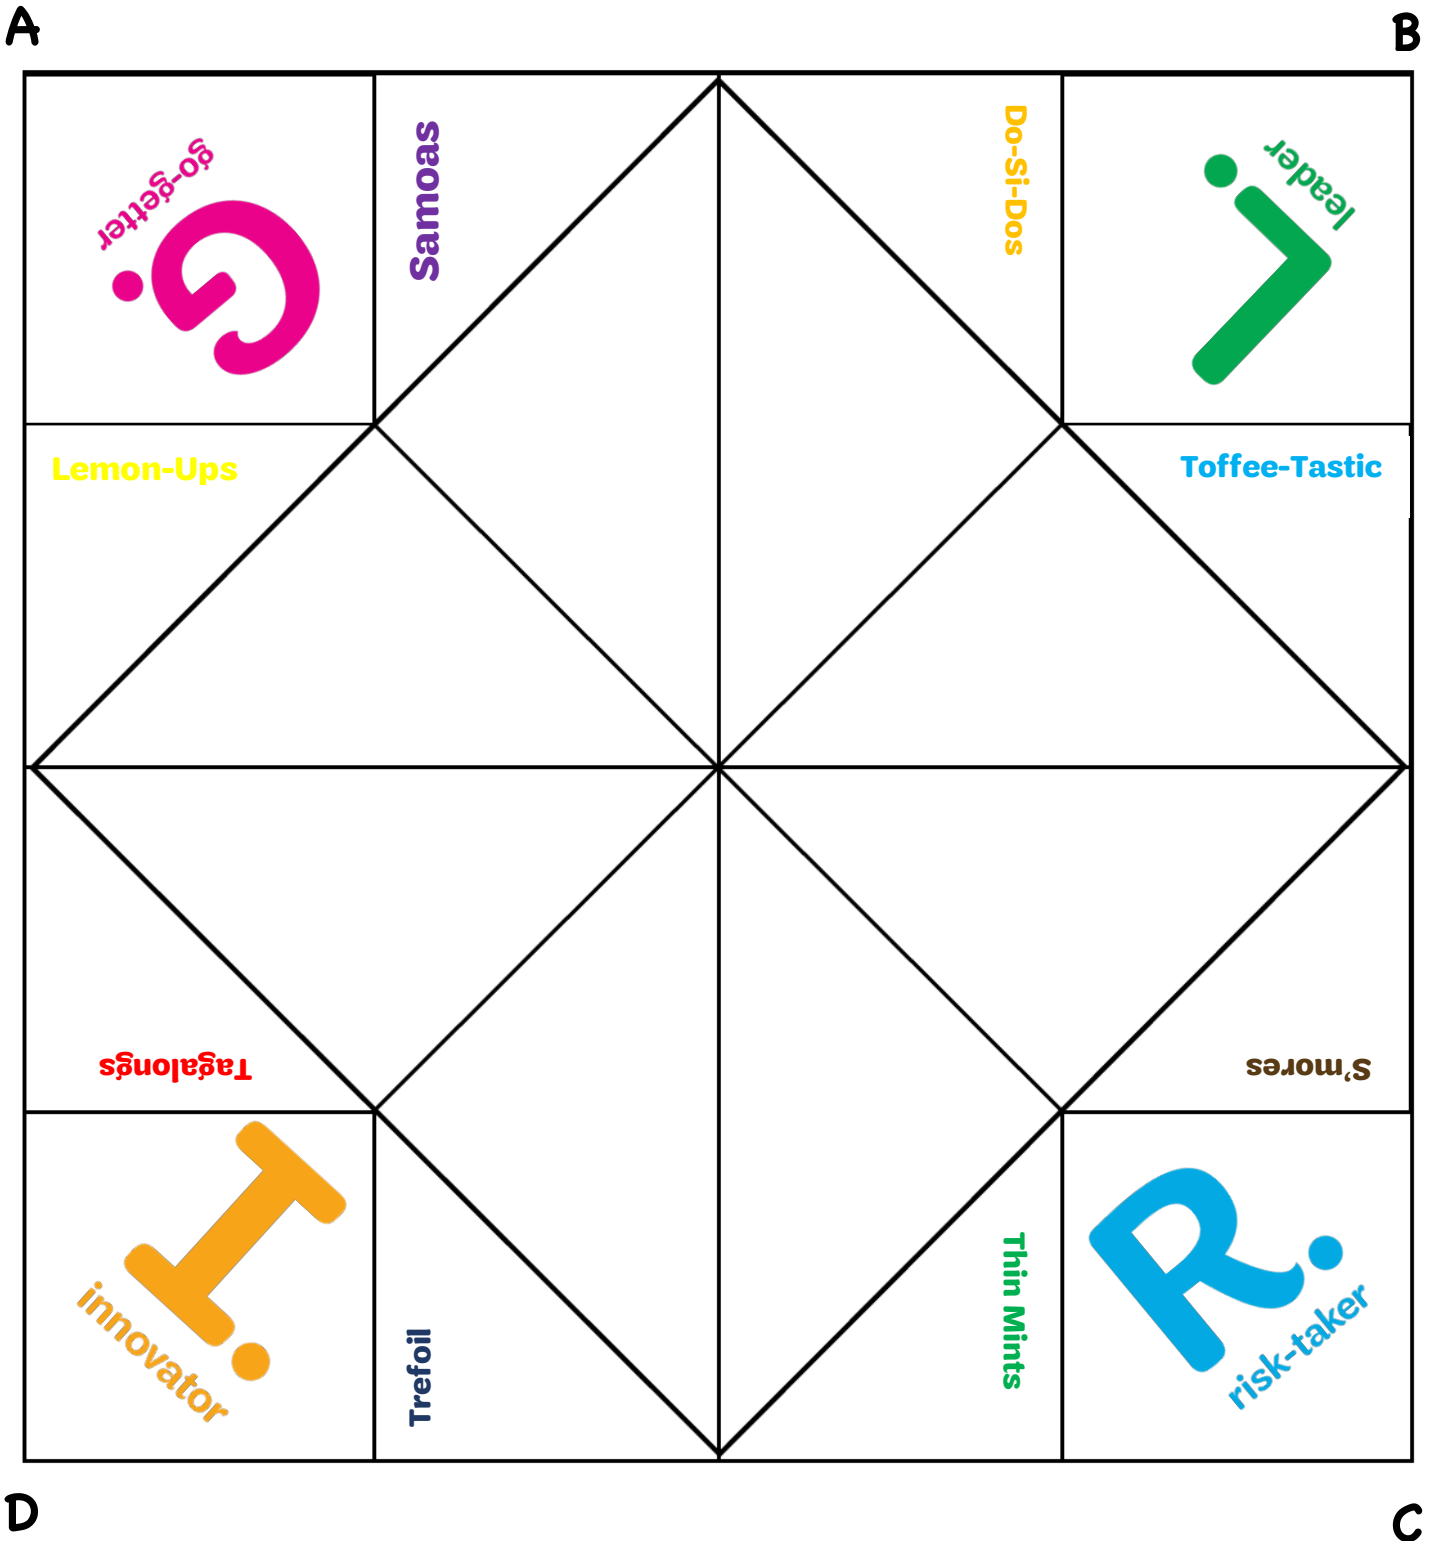 A
B
go-getter
G.
Samoas
Do-Si-Dos
leader
L.
Lemon-Ups
Toffee-Tastic
Tagalongs
S'mores
I.
innovator
Trefoil
Thin Mints
R.
risk-taker
D
C